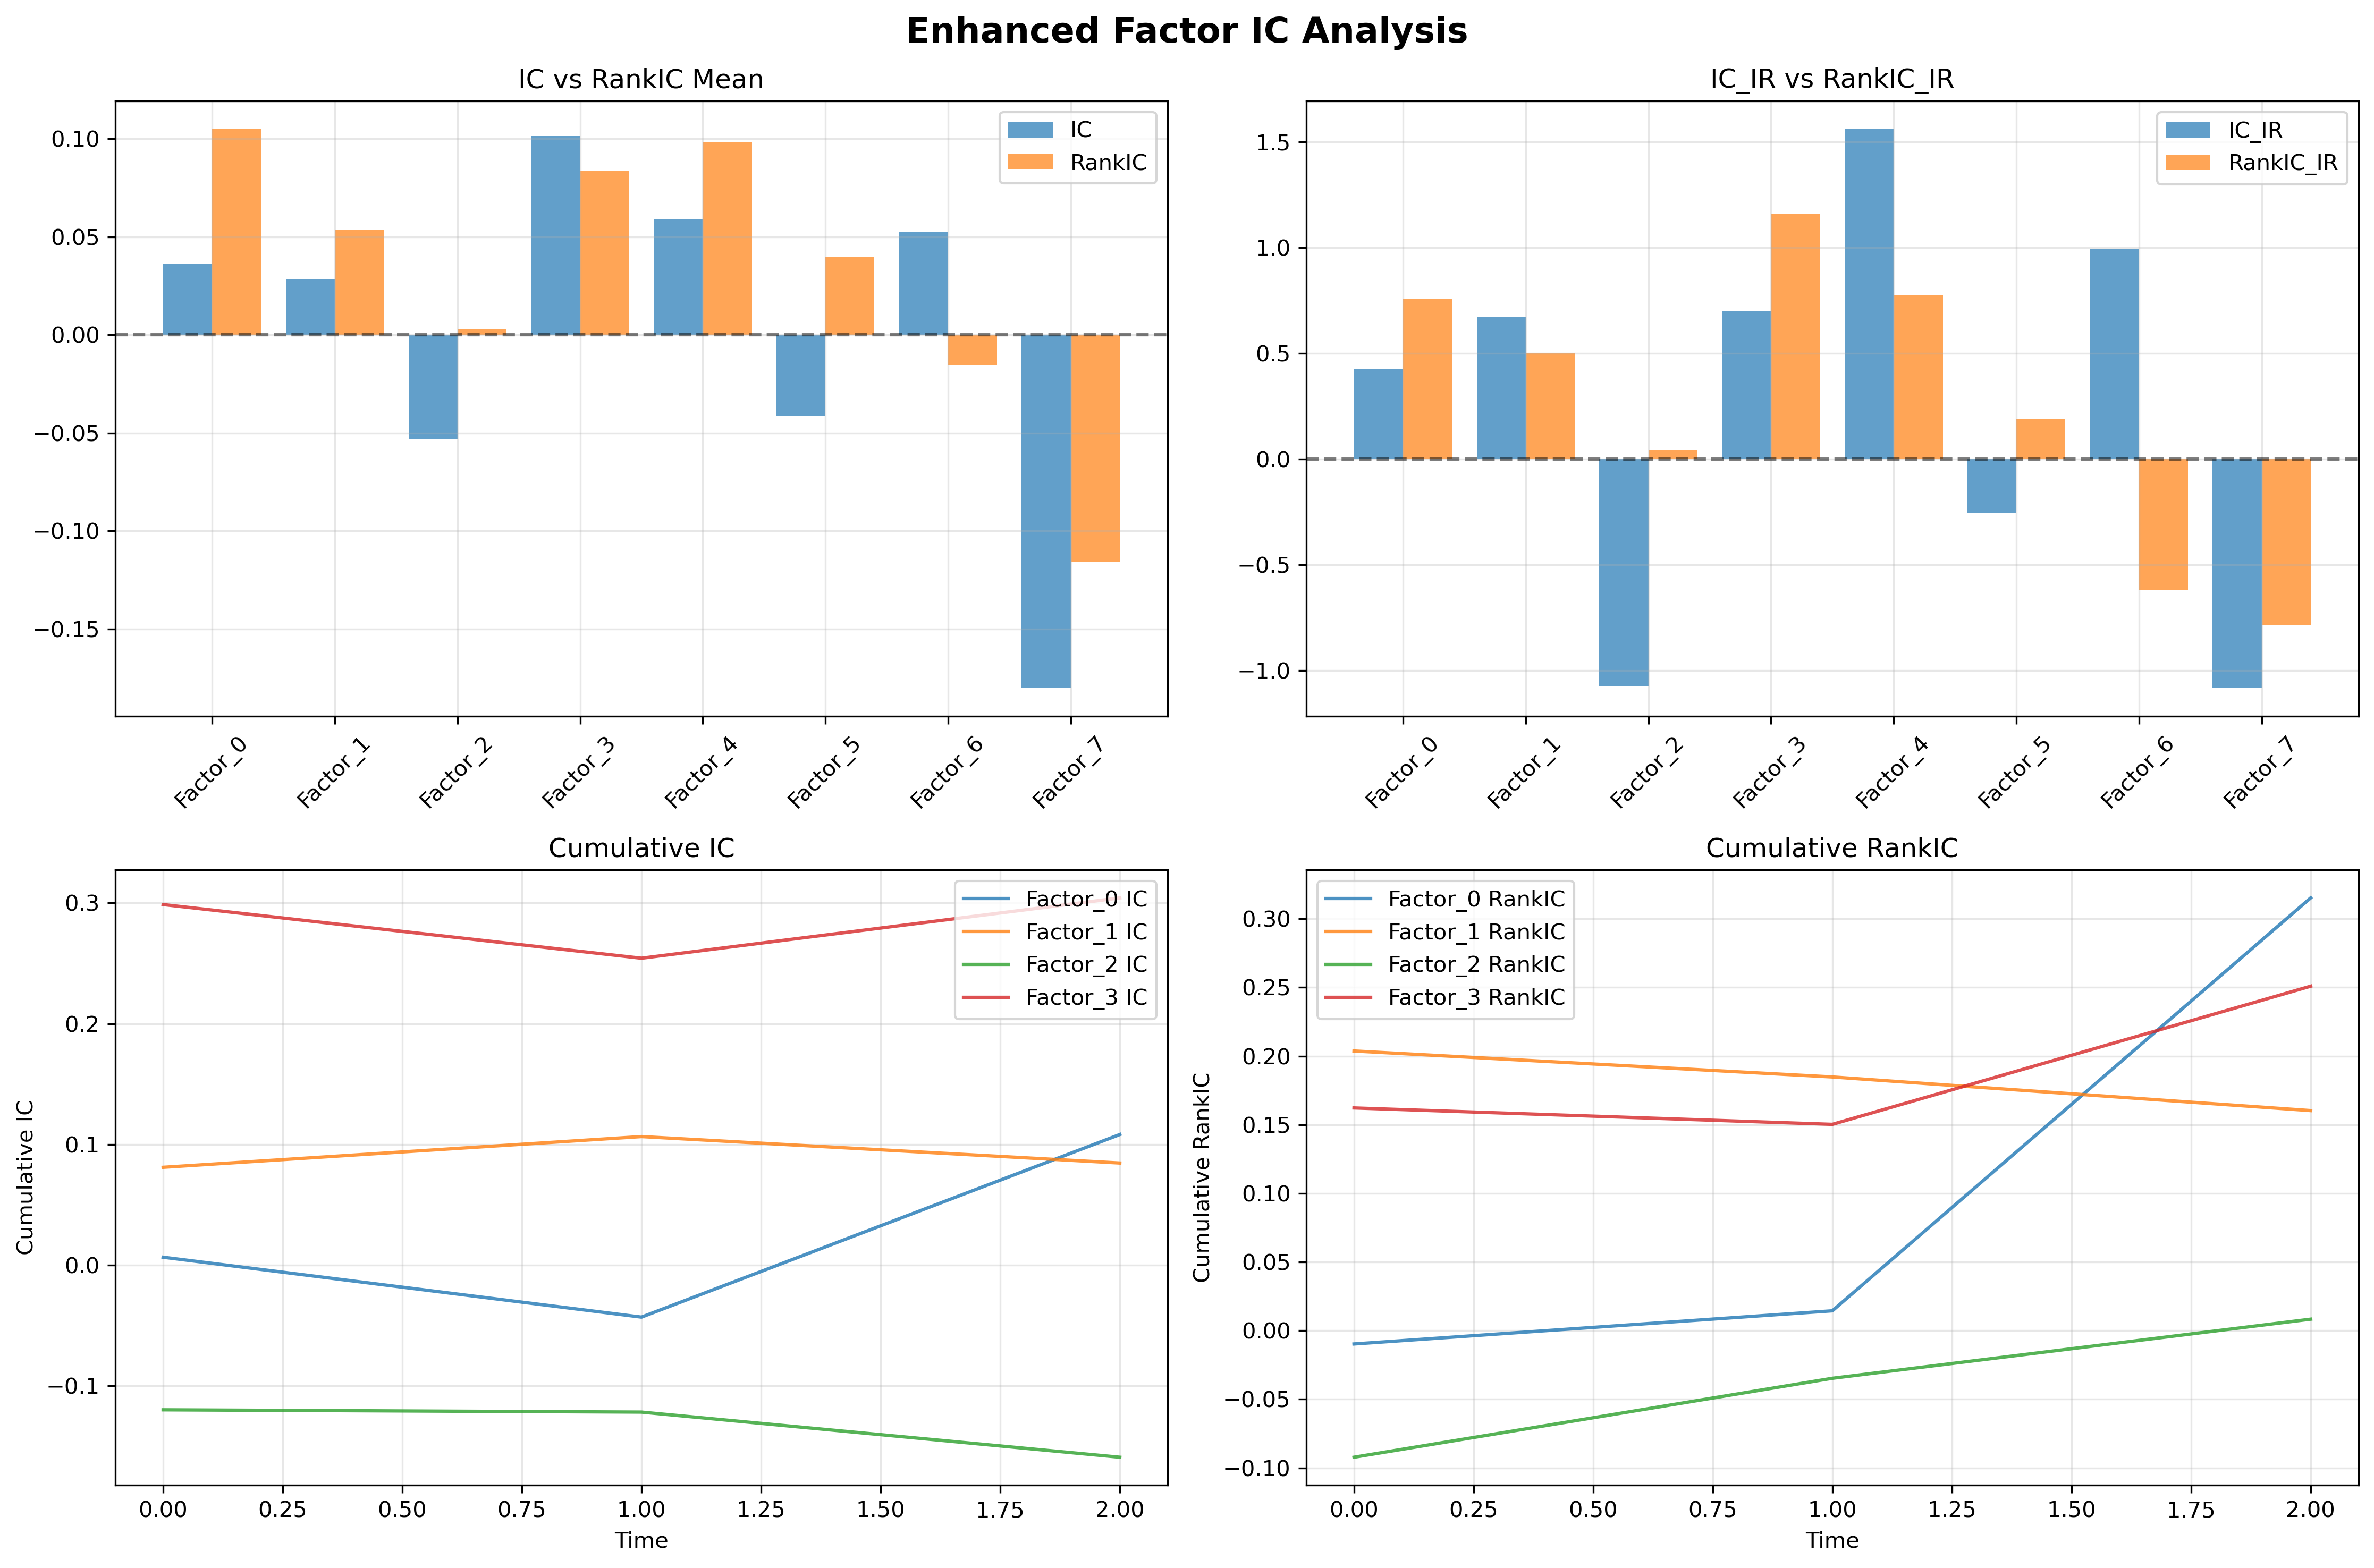 Enhanced Factor IC Analysis
IC vs RankIC Mean
0.10
0.05
0.00
−0.05
−0.10
−0.15
IC
RankIC
Factor_0
Factor_1
Factor_2
Factor_3
Factor_4
Factor_5
Factor_6
Factor_7
IC_IR vs RankIC_IR
1.5
1.0
0.5
0.0
−0.5
−1.0
IC_IR
RankIC_IR
Factor_0
Factor_1
Factor_2
Factor_3
Factor_4
Factor_5
Factor_6
Factor_7
Cumulative IC
Cumulative IC
0.3
0.2
0.1
0.0
−0.1
Factor_0 IC
Factor_1 IC
Factor_2 IC
Factor_3 IC
0.00 0.25 0.50 0.75 1.00 1.25 1.50 1.75 2.00
Time
Cumulative RankIC
Cumulative RankIC
0.30
0.25
0.20
0.15
0.10
0.05
0.00
−0.05
−0.10
Factor_0 RankIC
Factor_1 RankIC
Factor_2 RankIC
Factor_3 RankIC
0.00 0.25 0.50 0.75 1.00 1.25 1.50 1.75 2.00
Time